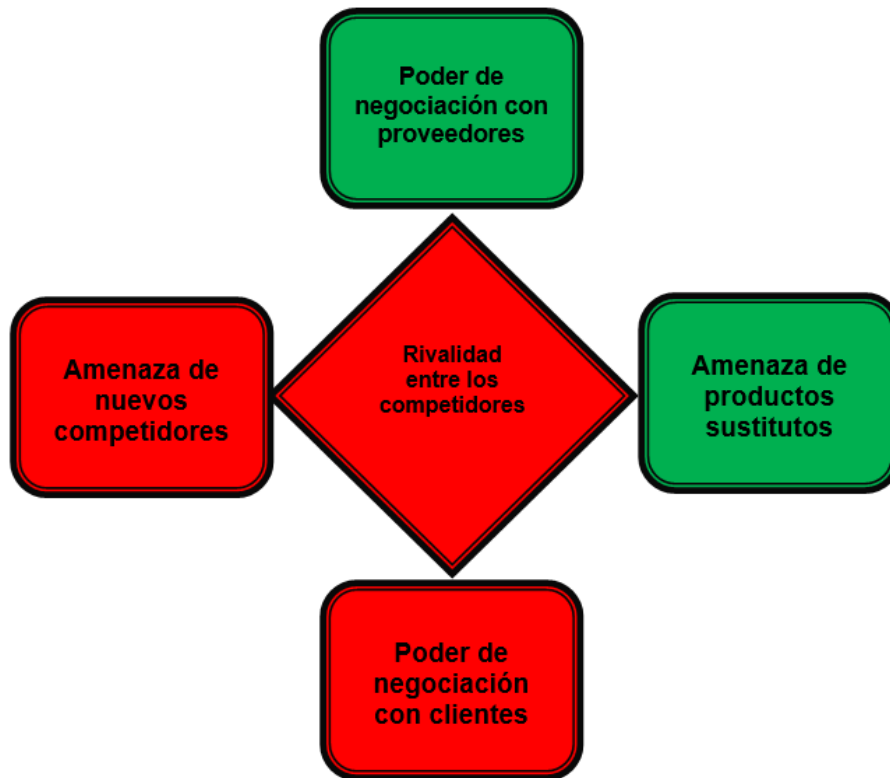 Poder de
negociación con
proveedores
Rivalidad
entre los
competidores
Amenaza de
nuevos
competidores
Amenaza de
productos
sustitutos
Poder de
negociación
con clientes